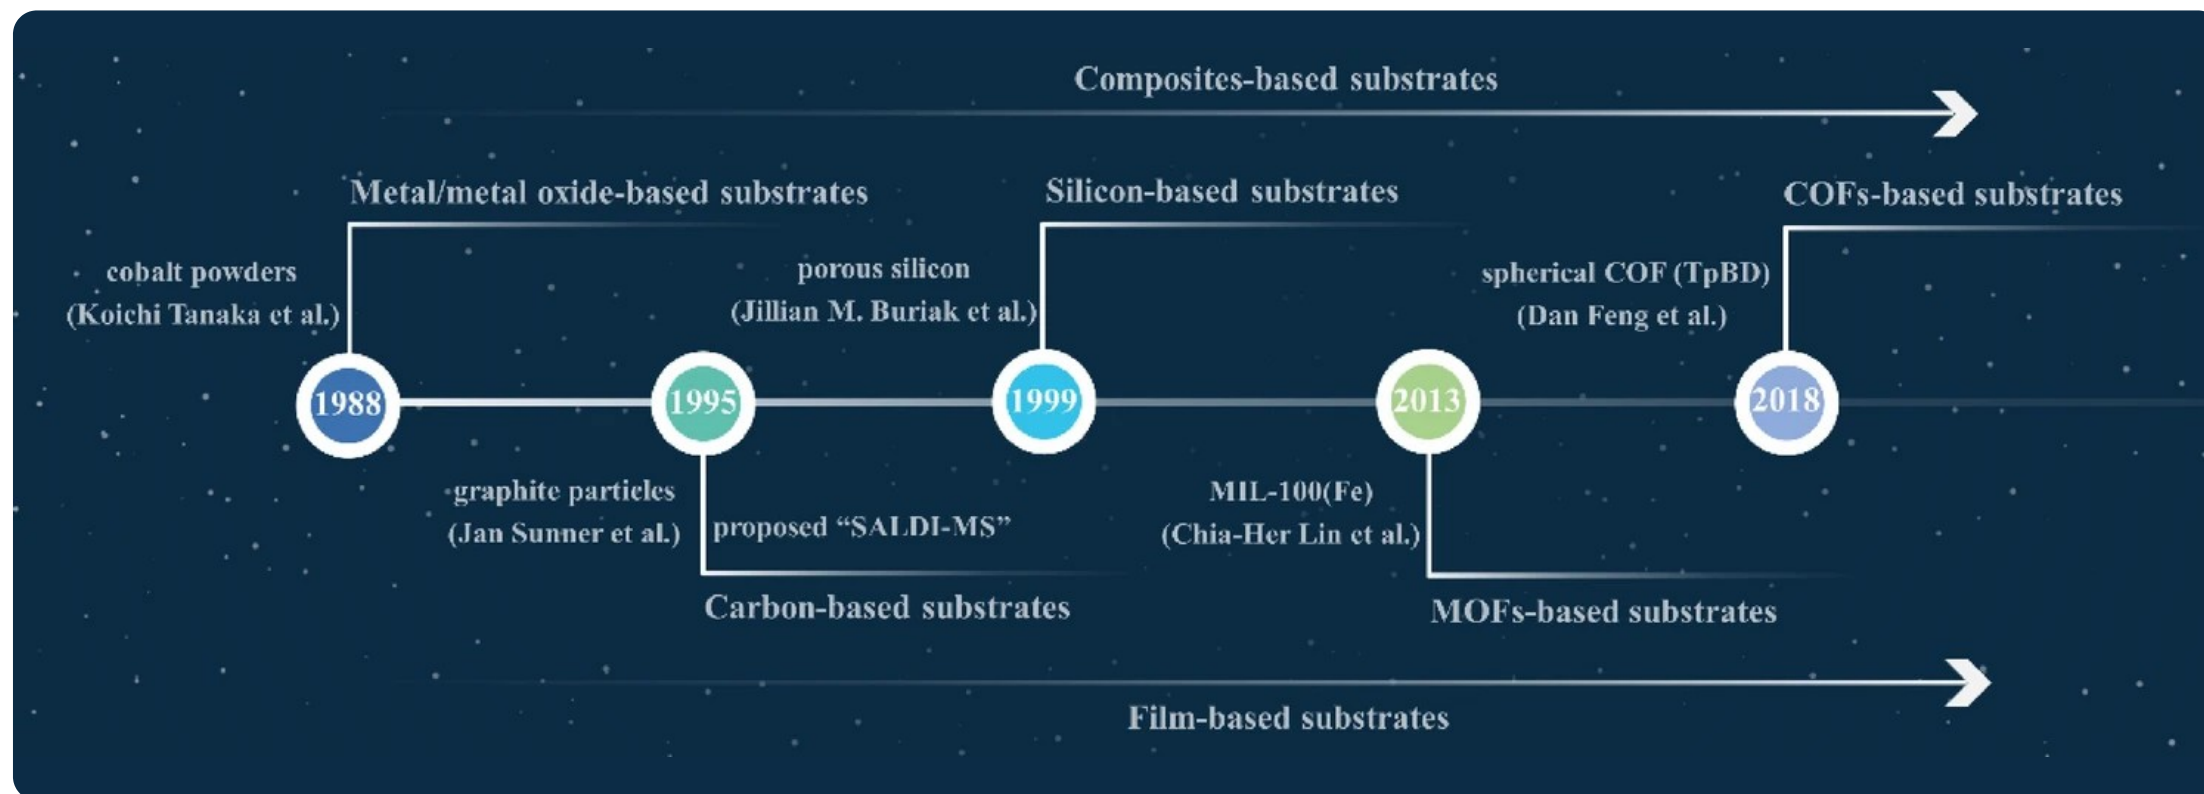 Composites-based substrates
Metal/metal oxide-based substrates
Silicon-based substrates
COFs-based substrates
cobalt powders
(Koichi Tanaka et al.)
porous silicon
(Jillian M. Buriak et al.)
spherical COF (TpBD)
(Dan Feng et al.)
1988
1995
1999
2013
2018
graphite particles
(Jan Sunner et al.)
proposed “SALDI-MS”
MIL-100(Fe)
(Chia-Her Lin et al.)
Carbon-based substrates
MOFs-based substrates
Film-based substrates